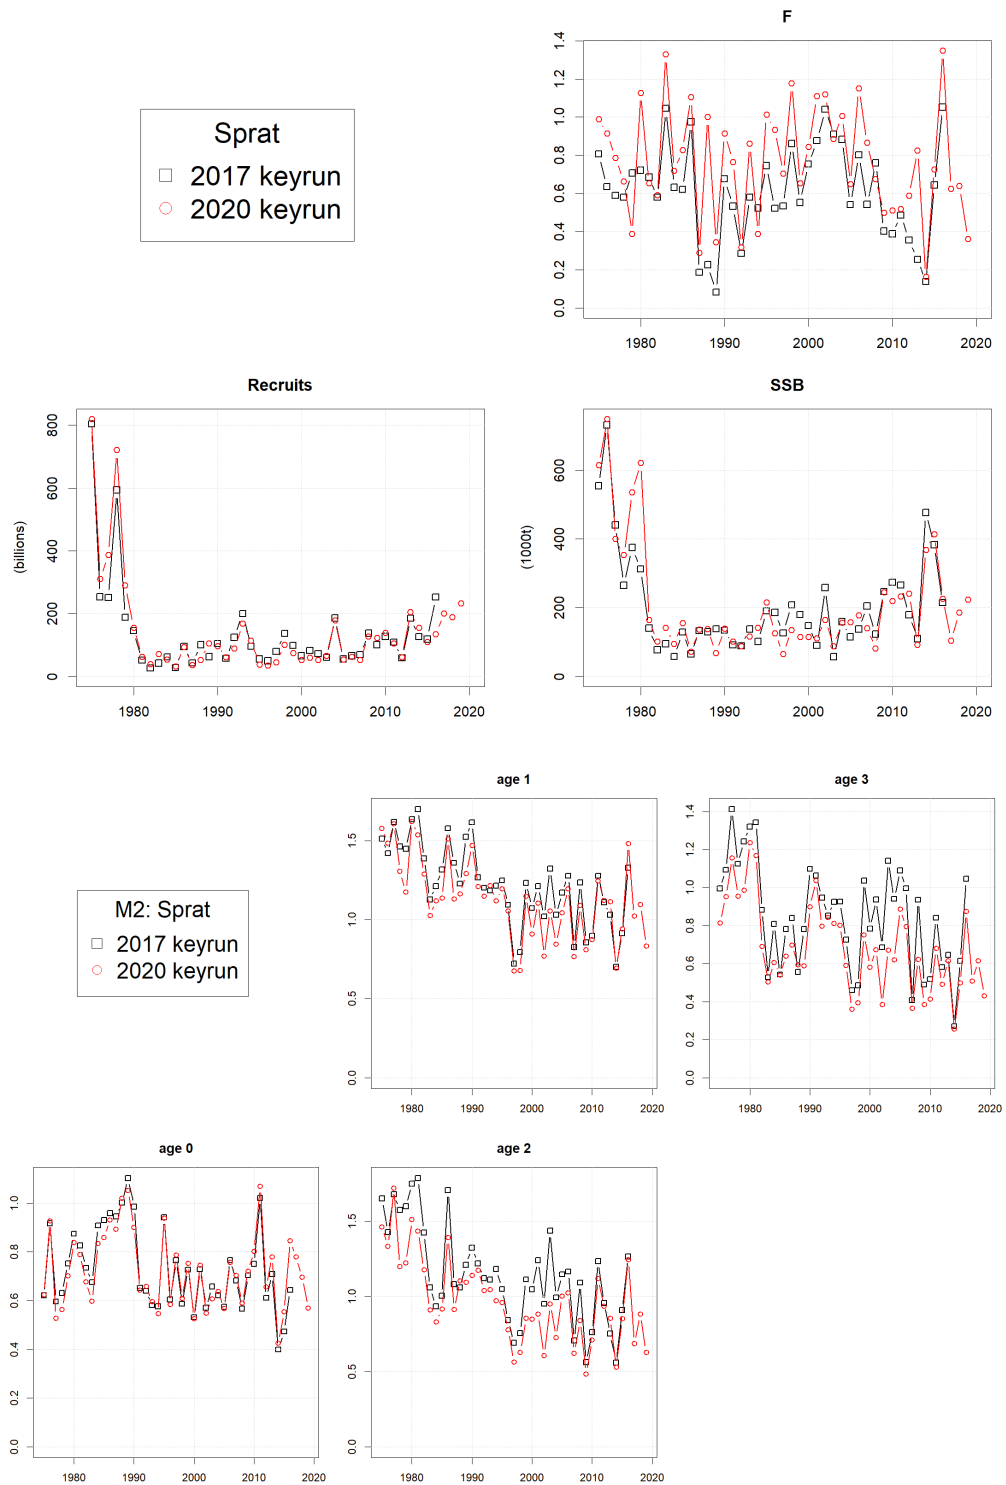 F
Sprat
2017 keyrun
2020 keyrun
0.0 0.2 0.4 0.6 0.8 1.0 1.2 1.4
1980 1990 2000 2010 2020
Recruits
(billions)
0 200 400 600 800
1980 1990 2000 2010 2020
SSB
(1000t)
0 200 400 600
1980 1990 2000 2010 2020
M2: Sprat
2017 keyrun
2020 keyrun
age 1
0.0 0.5 1.0 1.5
1980 1990 2000 2010 2020
age 3
0.0 0.2 0.4 0.6 0.8 1.0 1.2 1.4
1980 1990 2000 2010 2020
age 0
0.0 0.2 0.4 0.6 0.8 1.0
1980 1990 2000 2010 2020
age 2
0.0 0.5 1.0 1.5
1980 1990 2000 2010 2020